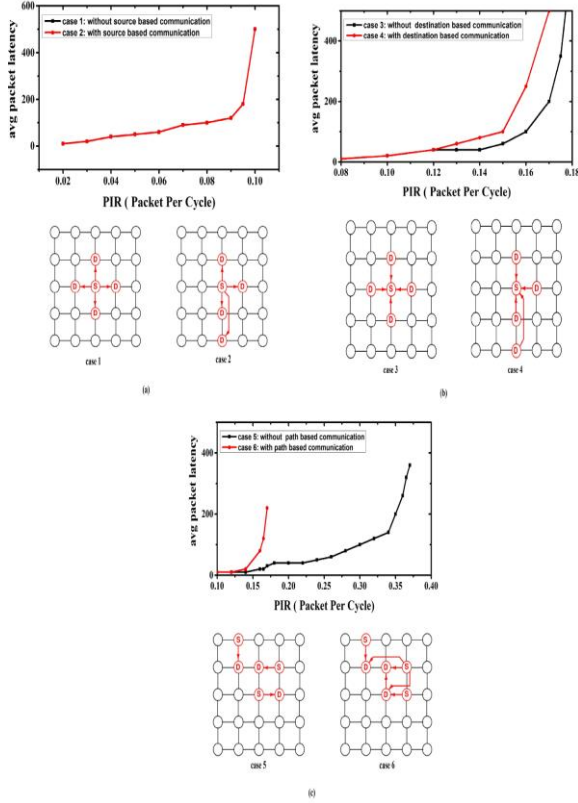 case 1: without source based communication
case 2: with source based communication
avg packet latency
600
400
200
0
0.02 0.04 0.06 0.08 0.10
PIR ( Packet Per Cycle)
case 3: without destination based communication
case 4: with destination based communication
avg packet latency
400
200
0
0.08 0.10 0.12 0.14 0.16 0.18
PIR ( Packet Per Cycle)
D
D S D
D
case 1
D
S D
D
D
case 2
(a)
D
D S D
D
case 3
D
S D
D
D
case 4
(b)
case 5: without path based communication
case 6: with path based communication
avg packet latency
400
200
0
0.10 0.15 0.20 0.25 0.30 0.35 0.40
PIR ( Packet Per Cycle)
S
D D S
S D
case 5
S
D D S
D S
case 6
(c)